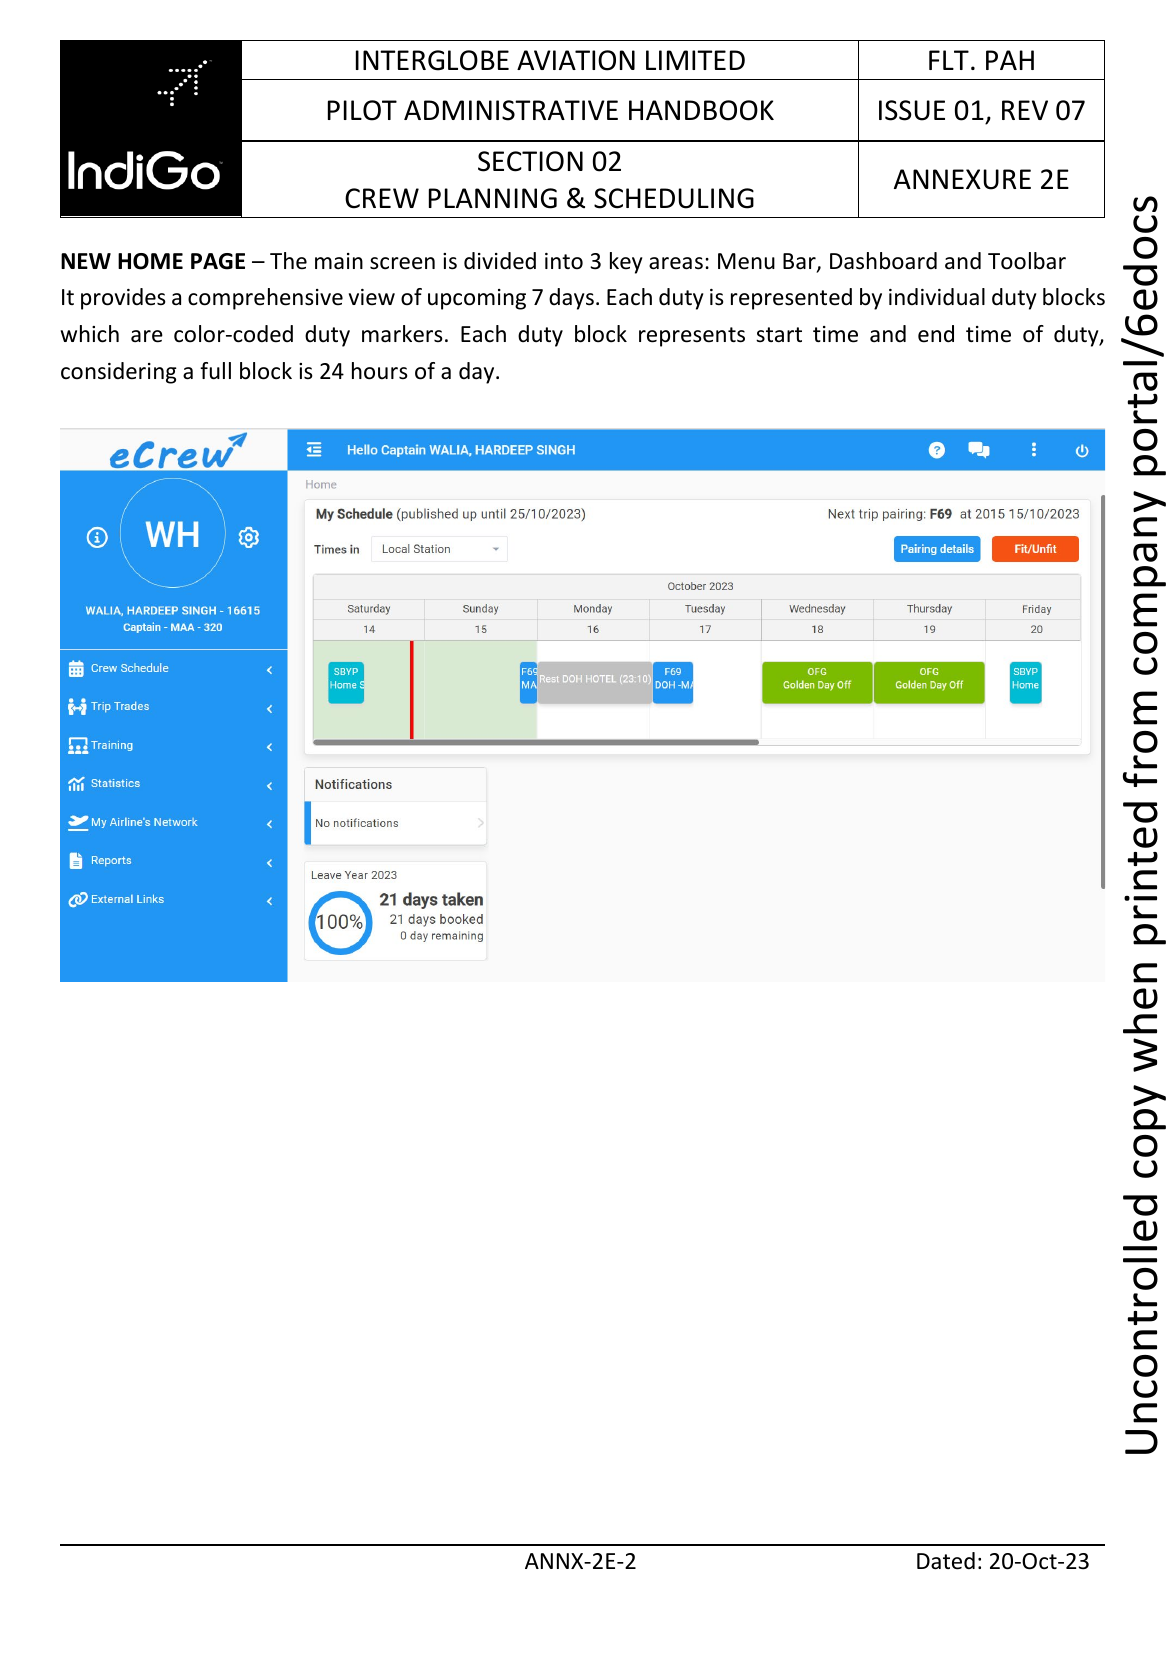 INTERGLOBE AVIATION LIMITED
FLT. PAH
PILOT ADMINISTRATIVE HANDBOOK
ISSUE 01, REV 07
IndiGo
SECTION 02
CREW PLANNING & SCHEDULING
ANNEXURE 2E
NEW HOME PAGE – The main screen is divided into 3 key areas: Menu Bar, Dashboard and Toolbar
It provides a comprehensive view of upcoming 7 days. Each duty is represented by individual duty blocks
which are color-coded duty markers. Each duty block represents start time and end time of duty,
considering a full block is 24 hours of a day.
eCrew
Hello Captain WALIA, HARDEEP SINGH
WH
WALIA, HARDEEP SINGH - 16615
Captain - MAA - 320
Crew Schedule
Trip Trades
Training
Statistics
My Airline's Network
Reports
External Links
Home
My Schedule (published up until 25/10/2023)
Next trip pairing: F69 at 2015 15/10/2023
Times in
Local Station
Pairing details
Fit/Unfit
October 2023
Saturday Sunday Monday Tuesday Wednesday Thursday Friday
14 15 16 17 18 19 20
SBYP
Home S
F69
MA
Rest DOH HOTEL (23:10)
F69
DOH -MA
OFG
Golden Day Off
OFG
Golden Day Off
SBYP
Home
Notifications
No notifications
Leave Year 2023
100%
21 days taken
21 days booked
0 day remaining
Uncontrolled copy when printed from company portal/6edocs
ANNX-2E-2
Dated: 20-Oct-23